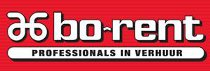 bo-rent
PROFESSIONALS IN VERHUUR